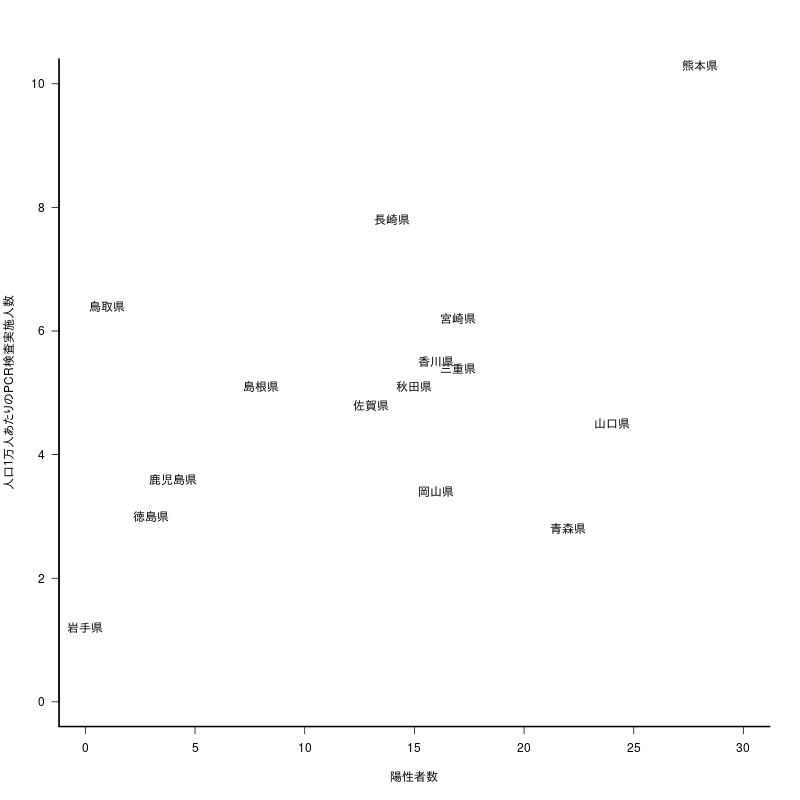 熊本県
10
長崎県
8
鳥取県
宮崎県
6
香川県
三重県
島根県
秋田県
佐賀県
山口県
4
鹿児島県
岡山県
徳島県
青森県
2
岩手県
0
人口1万人あたりのPCR検査実施人数
0 5 10 15 20 25 30
陽性者数